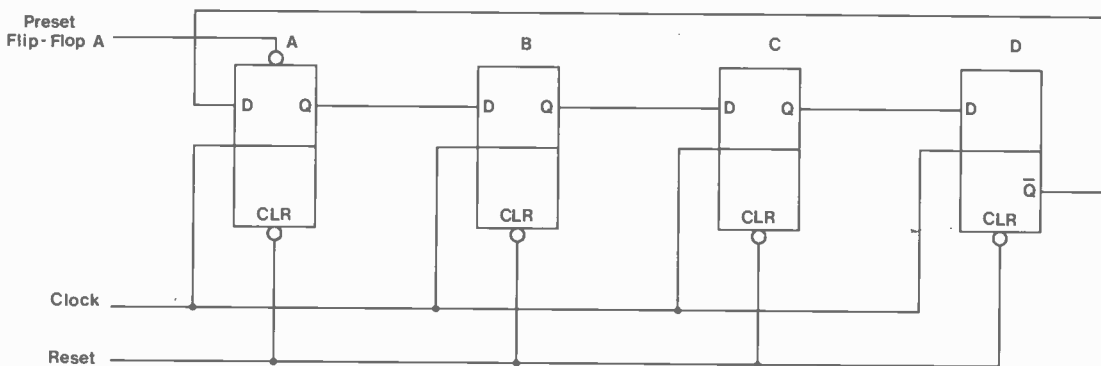 Preset
Flip-Flop A
A
B
C
D
D Q
D Q
D Q
D
Q̅
CLR
CLR
CLR
CLR
Clock
Reset